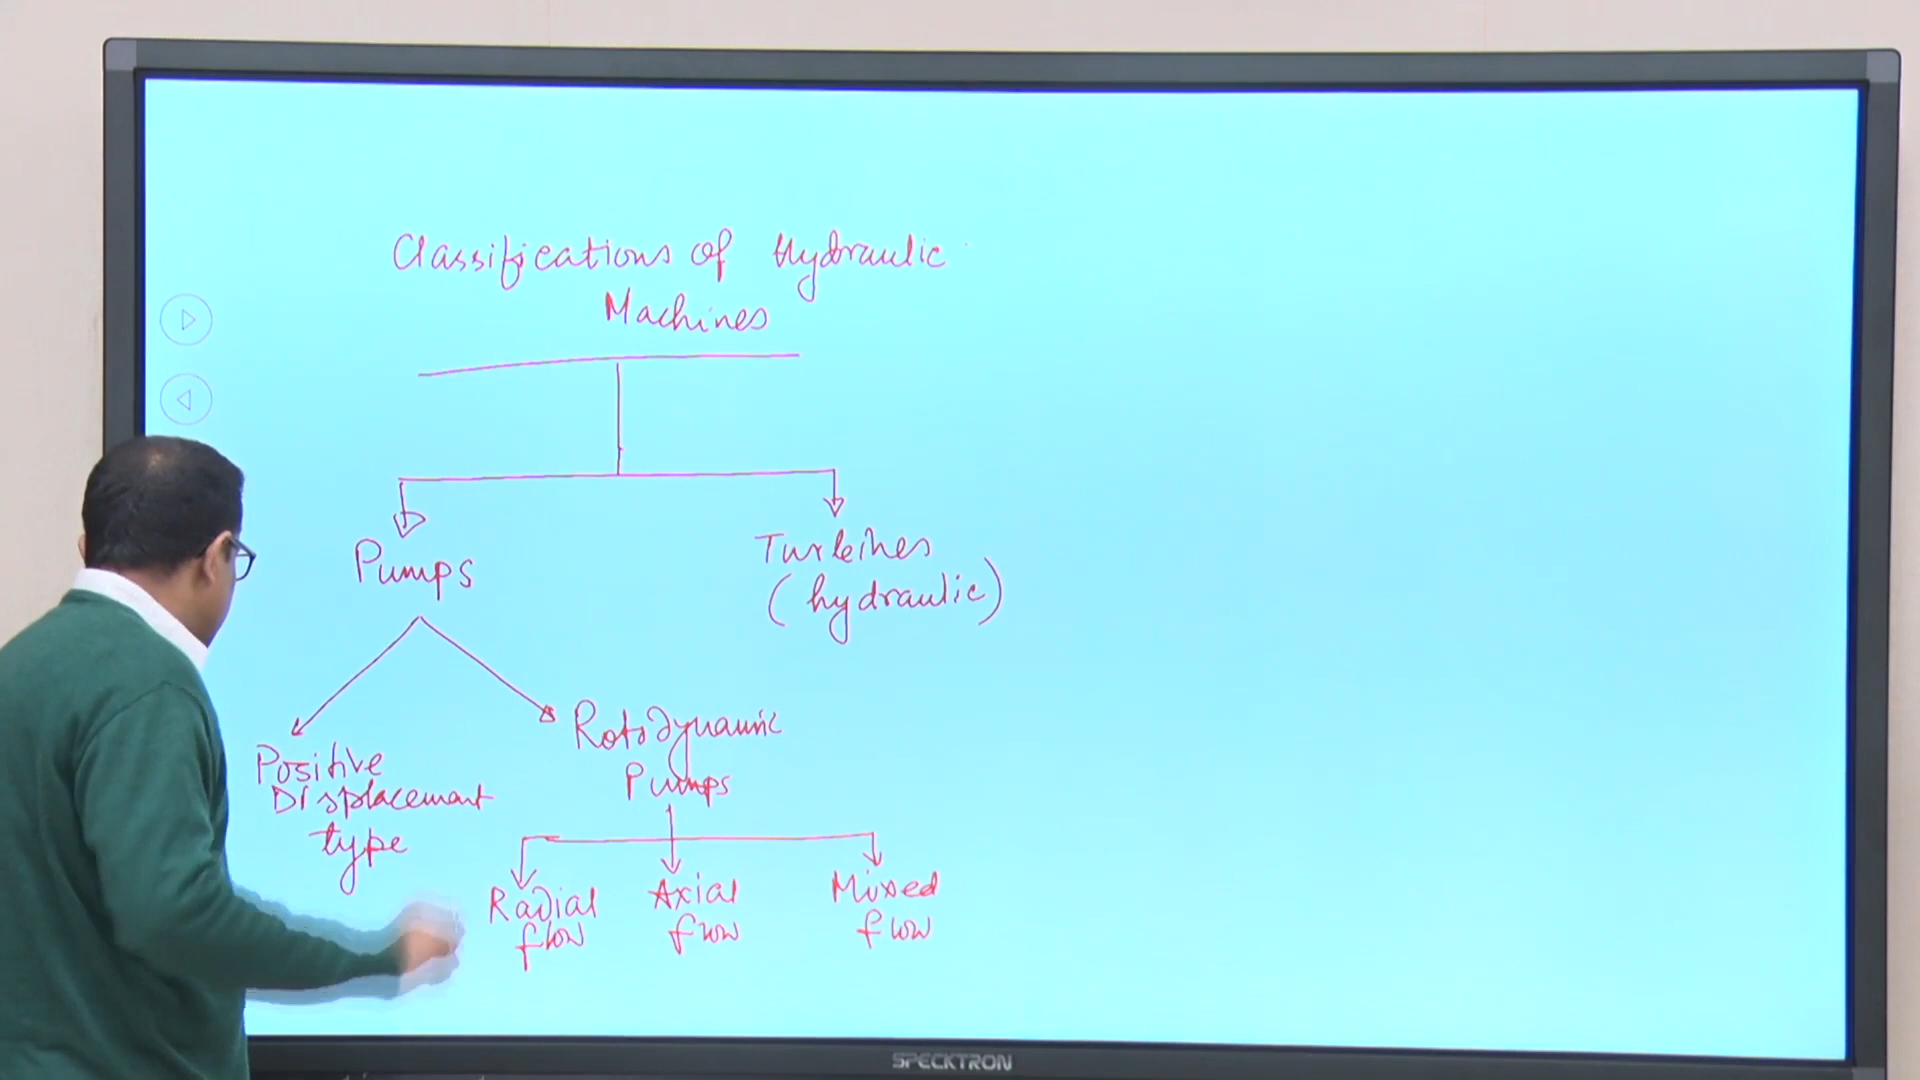 Classifications of Hydraulic
Machines
Pumps
Turbines
(hydraulic)
Positive
Displacement
type
Rotodynamic
Pumps
Radial
flow
Axial
flow
Mixed
flow
SPECKTRON